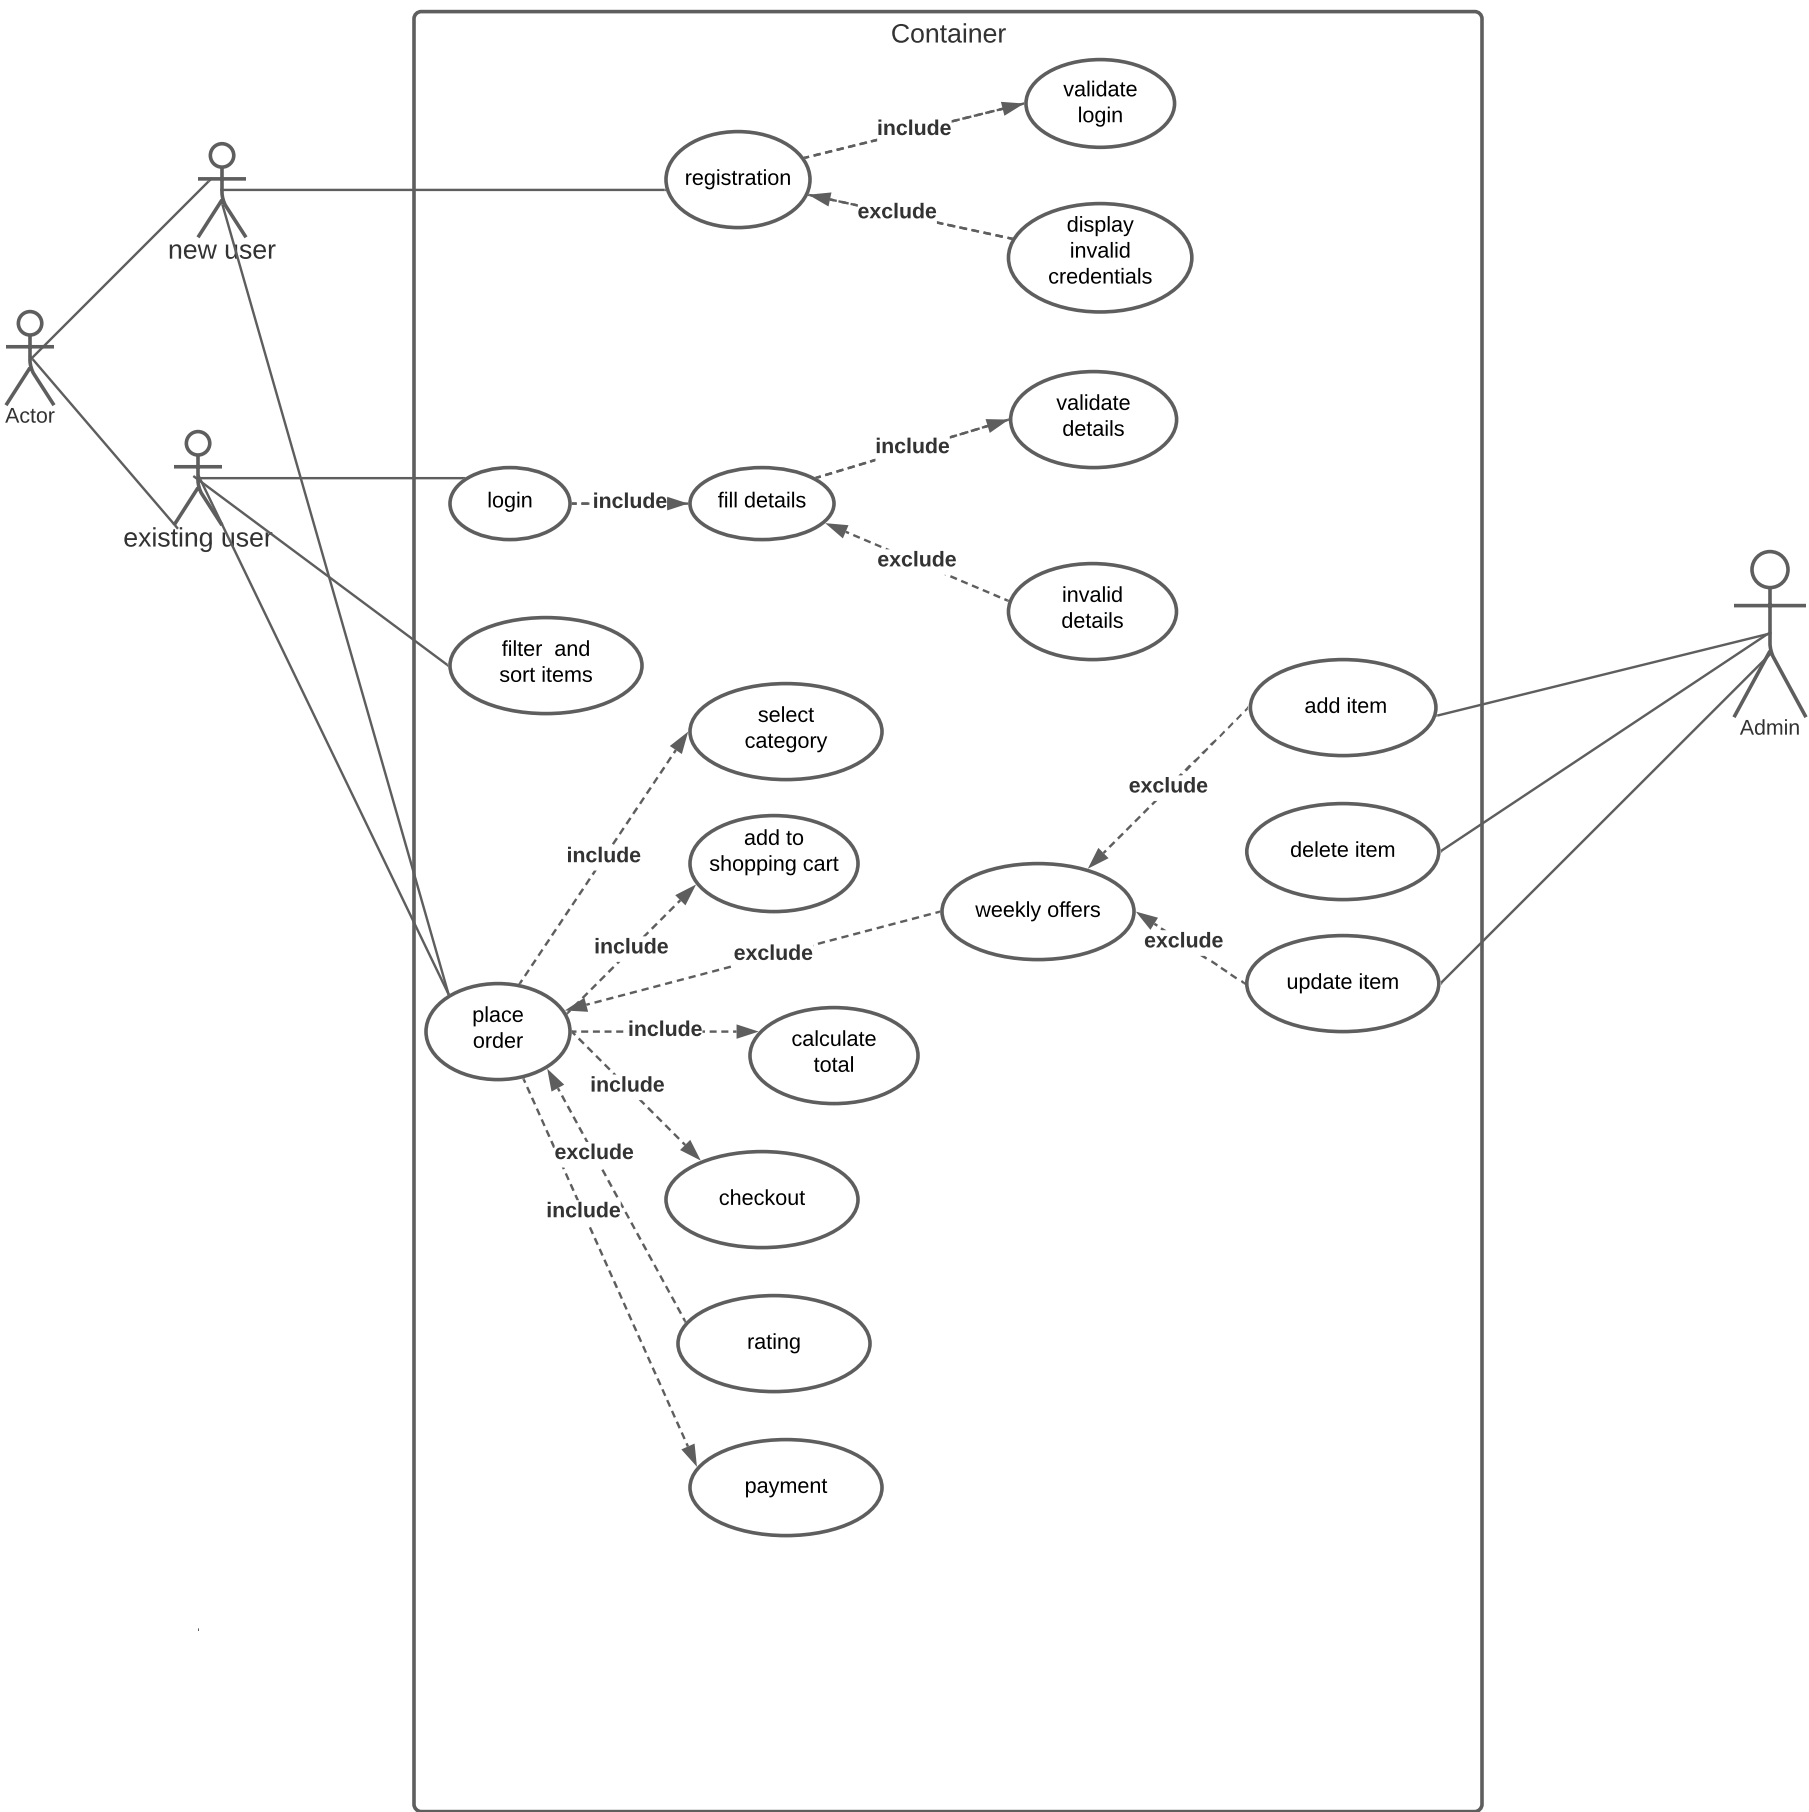 Container
validate
login
include
registration
exclude
display
invalid
credentials
new user
Actor
validate
details
include
login
include
fill details
existing user
exclude
invalid
details
filter  and
sort items
select
category
add item
Admin
exclude
include
add to
shopping cart
delete item
weekly offers
include
exclude
exclude
update item
place
order
include
calculate
total
include
exclude
checkout
include
rating
payment